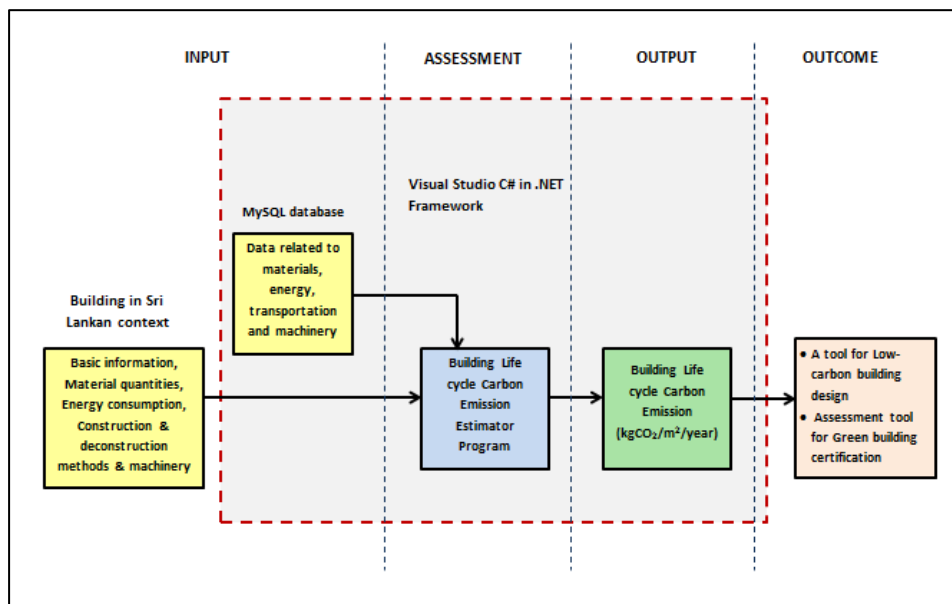 INPUT
ASSESSMENT
OUTPUT
OUTCOME
Visual Studio C# in .NET
Framework
MySQL database
Data related to
materials,
energy,
transportation
and machinery
Building in Sri
Lankan context
Basic information,
Material quantities,
Energy consumption,
Construction &
deconstruction
methods & machinery
Building Life
cycle Carbon
Emission
Estimator
Program
Building Life
cycle Carbon
Emission
(kgCO₂/m²/year)
• A tool for Low-
carbon building
design
• Assessment tool
for Green building
certification